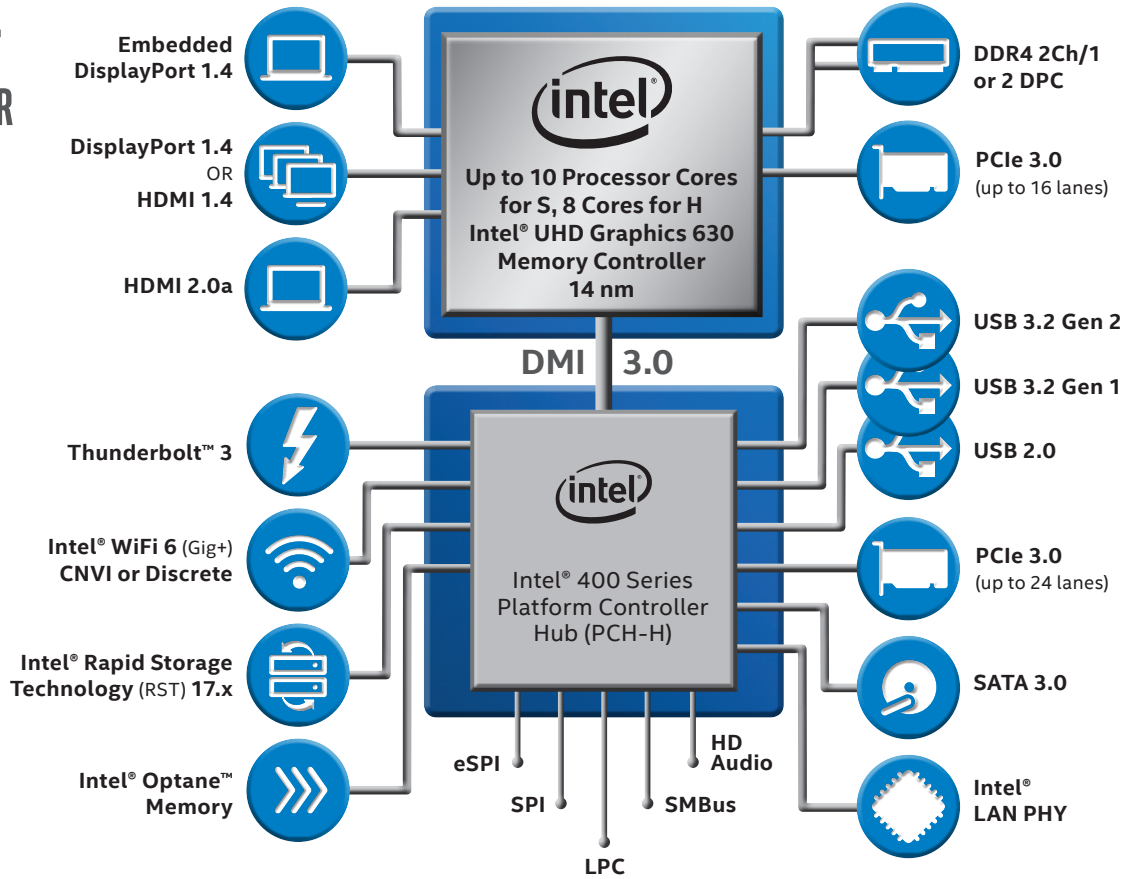 R
Embedded
DisplayPort 1.4
DisplayPort 1.4
OR
HDMI 1.4
HDMI 2.0a
intel®
Up to 10 Processor Cores
for S, 8 Cores for H
Intel® UHD Graphics 630
Memory Controller
14 nm
DDR4 2Ch/1
or 2 DPC
PCIe 3.0
(up to 16 lanes)
DMI 3.0
Thunderbolt™ 3
Intel® WiFi 6 (Gig+)
CNVI or Discrete
Intel® Rapid Storage
Technology (RST) 17.x
Intel® Optane™
Memory
intel®
Intel® 400 Series
Platform Controller
Hub (PCH-H)
USB 3.2 Gen 2
USB 3.2 Gen 1
USB 2.0
PCIe 3.0
(up to 24 lanes)
SATA 3.0
Intel®
LAN PHY
eSPI
SPI
LPC
SMBus
HD
Audio